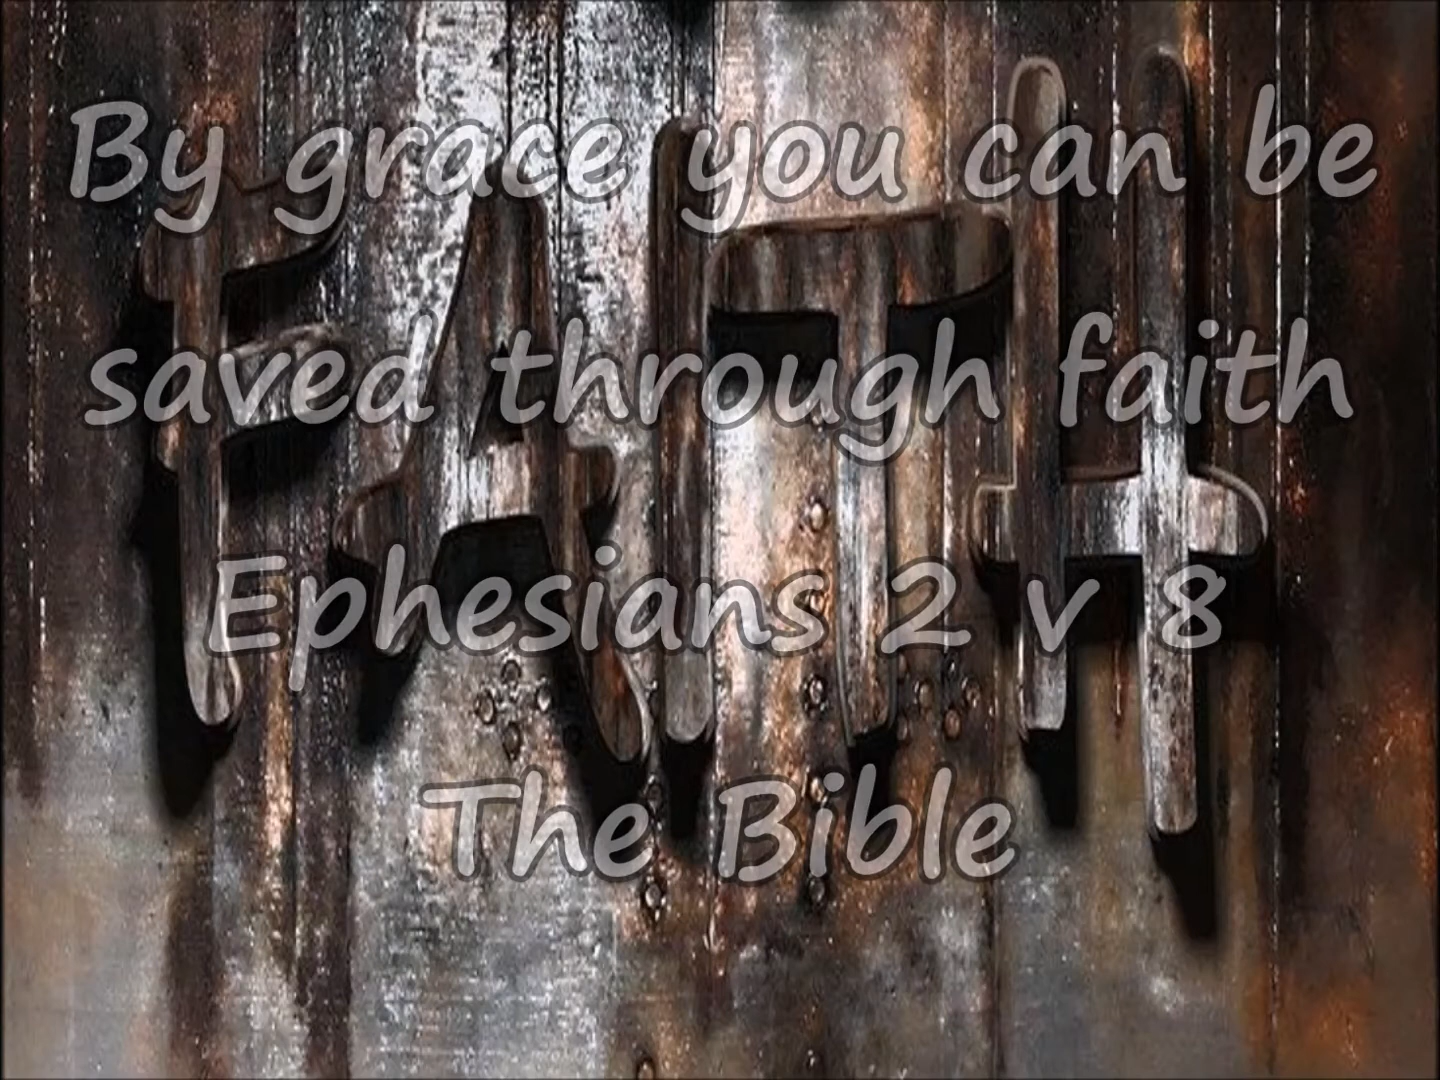 By grace you can be
saved through faith
Ephesians 2 v 8
The Bible
FAITH